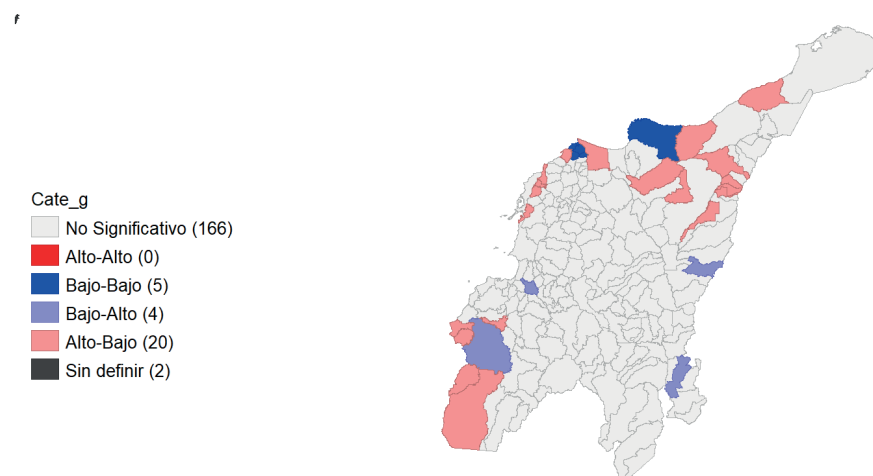 Cate_g
No Significativo (166)
Alto-Alto (0)
Bajo-Bajo (5)
Bajo-Alto (4)
Alto-Bajo (20)
Sin definir (2)